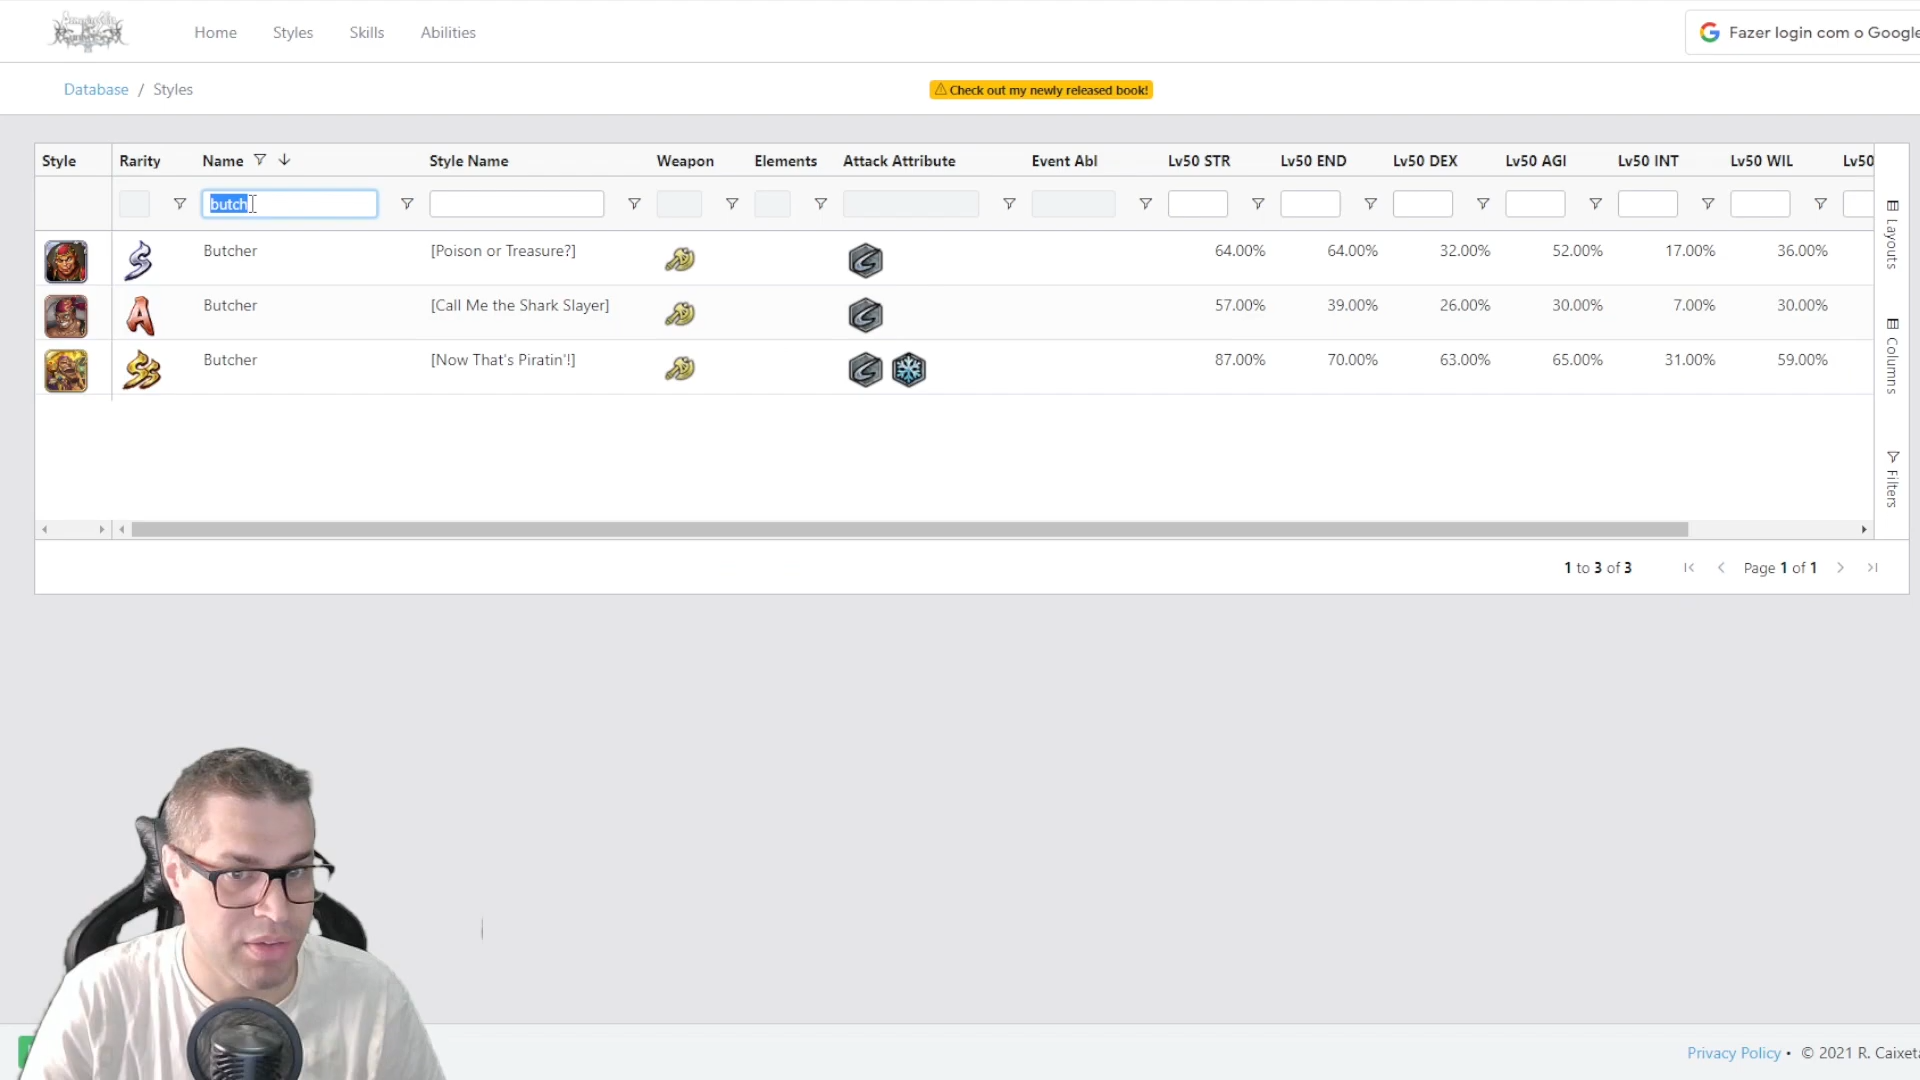 Home Styles Skills Abilities
Fazer login com o Google
Database / Styles
Check out my newly released book!
Style Rarity Name Style Name Weapon Elements Attack Attribute Event Abl Lv50 STR Lv50 END Lv50 DEX Lv50 AGI Lv50 INT Lv50 WIL Lv50
butch
S Butcher [Poison or Treasure?] 64.00% 64.00% 32.00% 52.00% 17.00% 36.00%
A Butcher [Call Me the Shark Slayer] 57.00% 39.00% 26.00% 30.00% 7.00% 30.00%
SS Butcher [Now That's Piratin'!] 87.00% 70.00% 63.00% 65.00% 31.00% 59.00%
Layouts
Columns
Filters
1 to 3 of 3 Page 1 of 1
Privacy Policy • © 2021 R. Caixeta